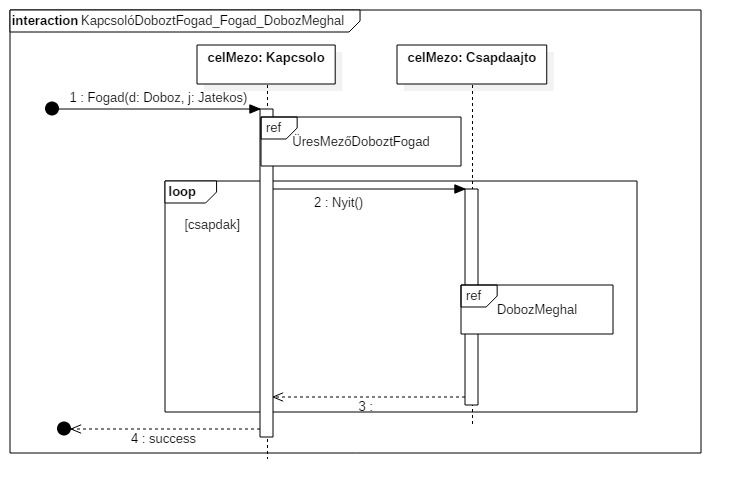 interaction KapcsolóDoboztFogad_Fogad_DobozMeghal
celMezo: Kapcsolo
celMezo: Csapdaajto
1 : Fogad(d: Doboz, j: Jatekos)
ref
ÜresMezőDoboztFogad
loop
2 : Nyit()
[csapdak]
ref
DobozMeghal
3 :
4 : success